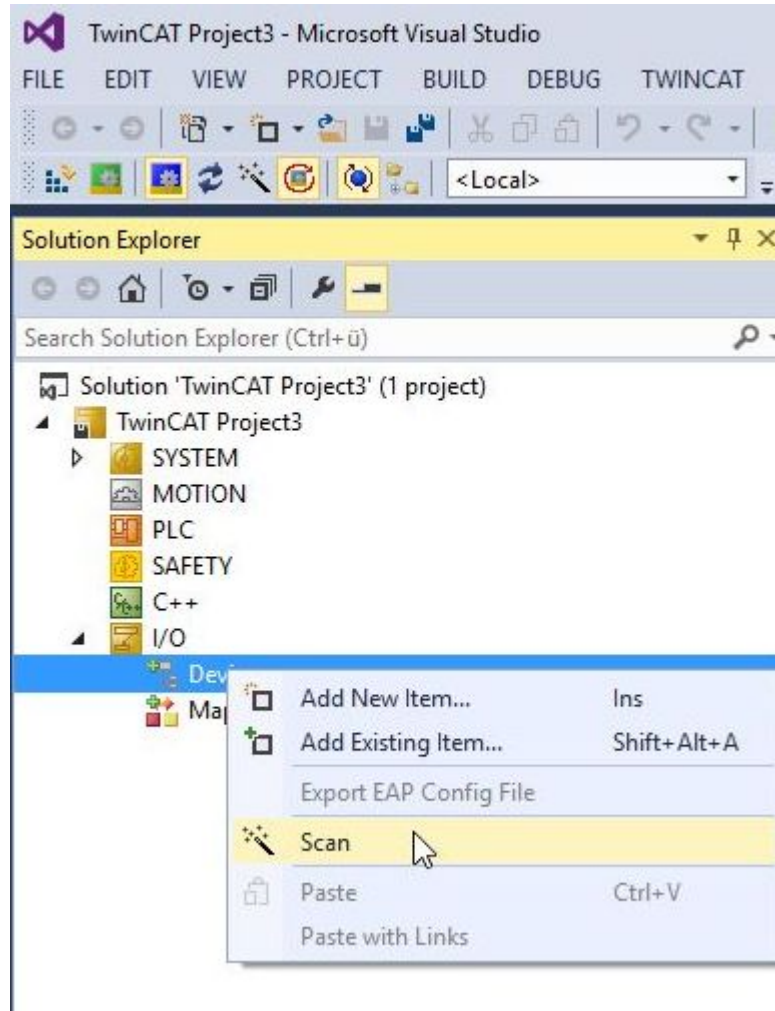 TwinCAT Project3 - Microsoft Visual Studio
FILE EDIT VIEW PROJECT BUILD DEBUG TWINCAT
<Local>
Solution Explorer
Search Solution Explorer (Ctrl+ü)
Solution 'TwinCAT Project3' (1 project)
TwinCAT Project3
SYSTEM
MOTION
PLC
SAFETY
C++
I/O
Dev
Add New Item... Ins
Map
Add Existing Item... Shift+Alt+A
Export EAP Config File
Scan
Paste Ctrl+V
Paste with Links